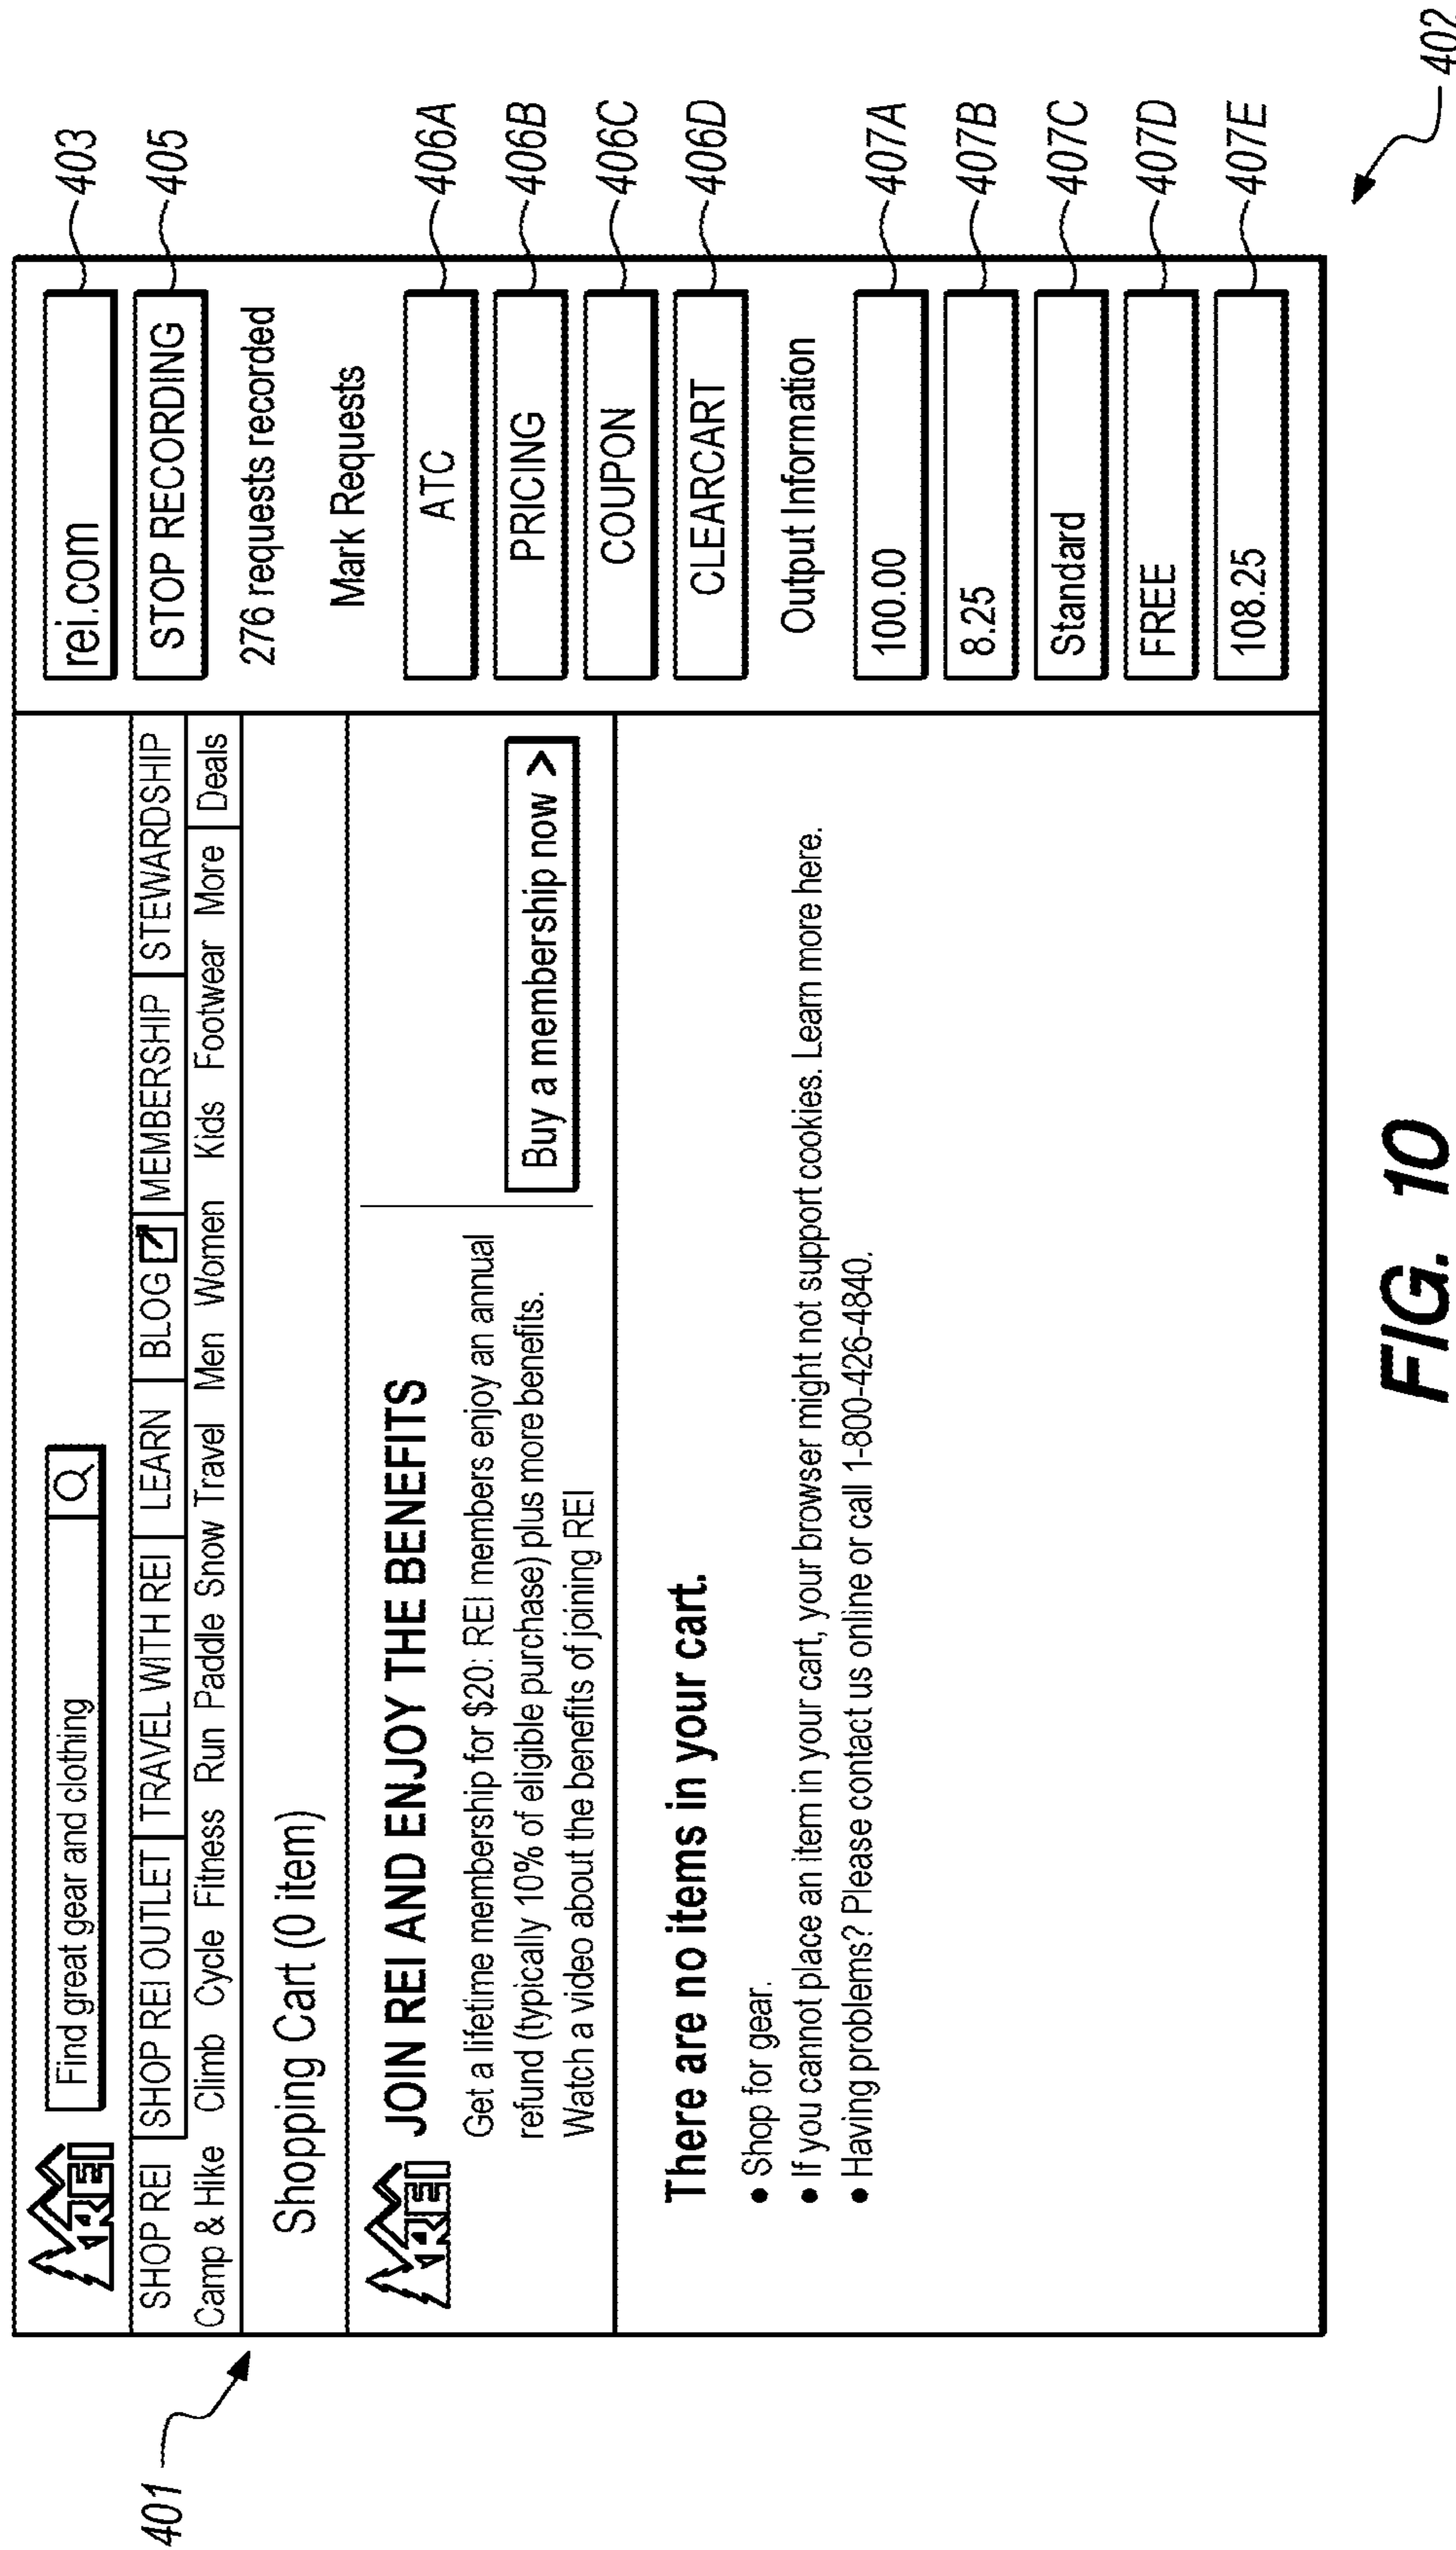 401
REI
Find great gear and clothing
SHOP REI SHOP REI OUTLET TRAVEL WITH REI LEARN BLOG MEMBERSHIP STEWARDSHIP
Camp & Hike Climb Cycle Fitness Run Paddle Snow Travel Men Women Kids Footwear More Deals
Shopping Cart (0 item)
REI
JOIN REI AND ENJOY THE BENEFITS
Get a lifetime membership for $20: REI members enjoy an annual
refund (typically 10% of eligible purchase) plus more benefits.
Watch a video about the benefits of joining REI
Buy a membership now >
There are no items in your cart.
• Shop for gear.
• If you cannot place an item in your cart, your browser might not support cookies. Learn more here.
• Having problems? Please contact us online or call 1-800-426-4840.
rei.com 403
STOP RECORDING 405
276 requests recorded
Mark Requests
ATC 406A
PRICING 406B
COUPON 406C
CLEARCART 406D
Output Information
100.00 407A
8.25 407B
Standard 407C
FREE 407D
108.25 407E
402
FIG. 10